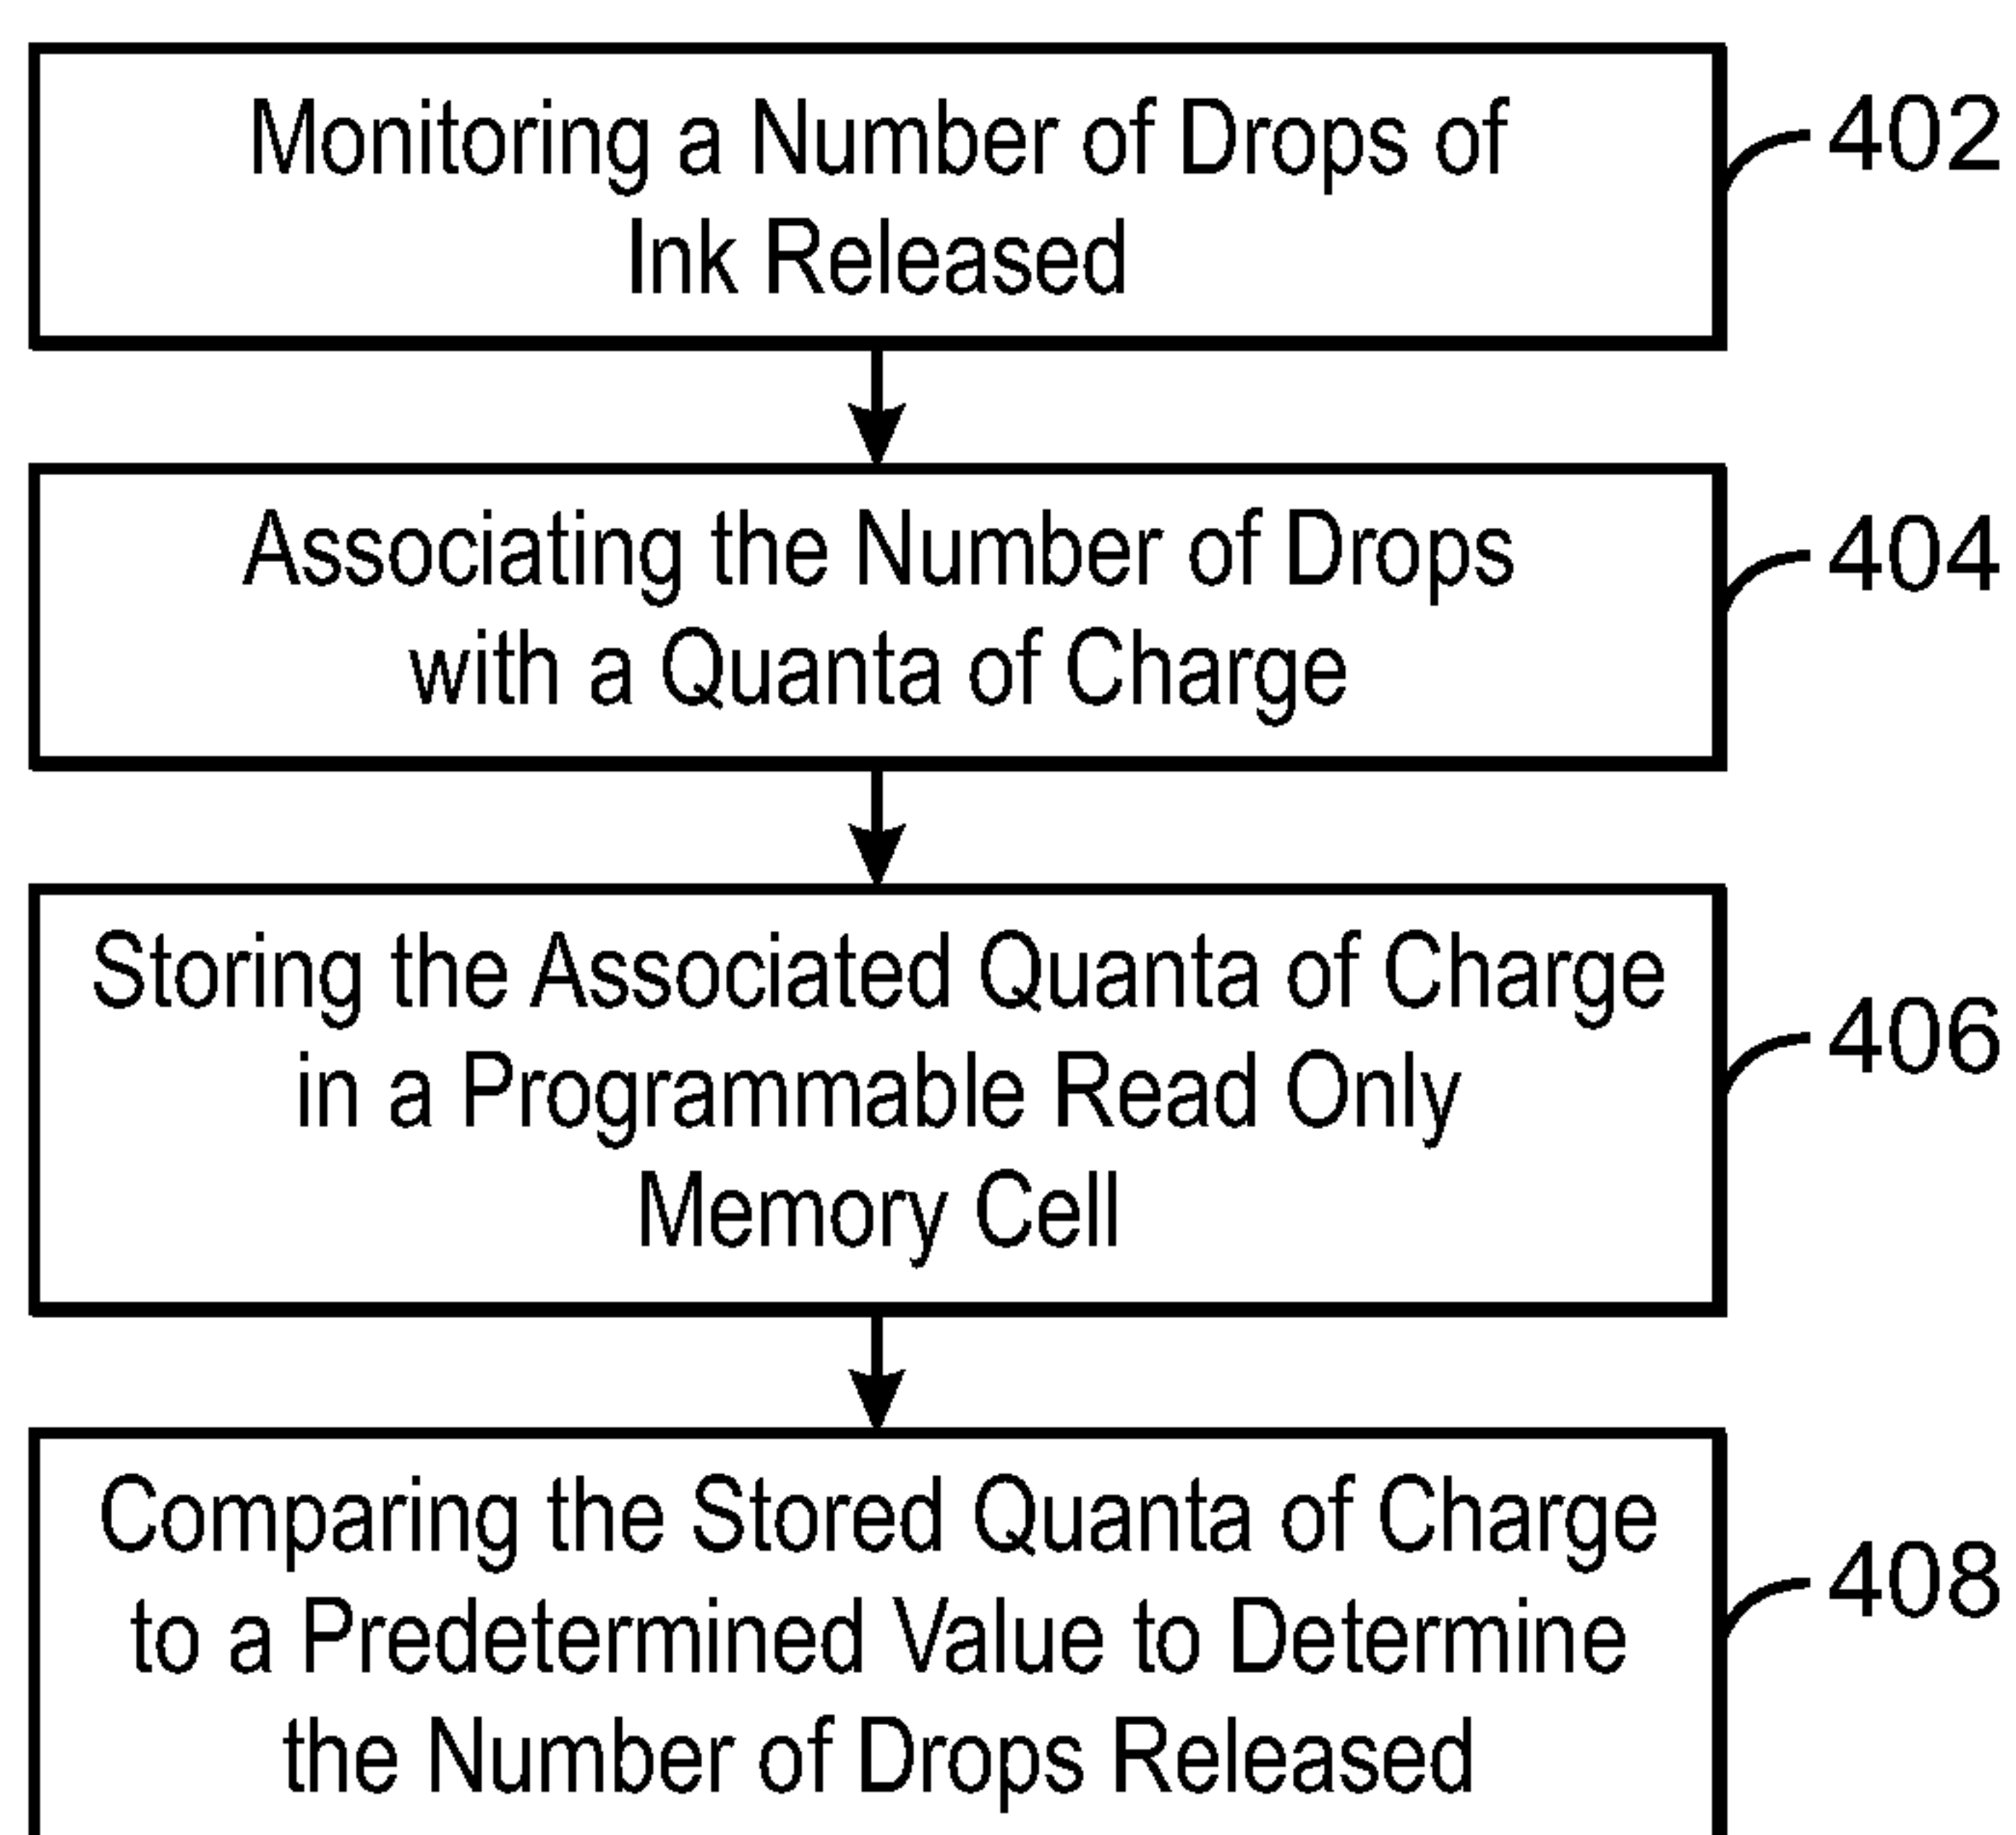 Monitoring a Number of Drops of
Ink Released
402
Associating the Number of Drops
with a Quanta of Charge
404
Storing the Associated Quanta of Charge
in a Programmable Read Only
Memory Cell
406
Comparing the Stored Quanta of Charge
to a Predetermined Value to Determine
the Number of Drops Released
408